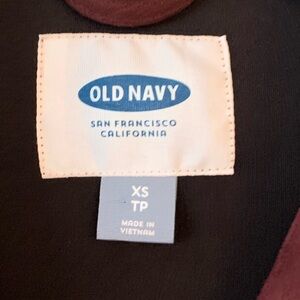 OLD NAVY
SAN FRANCISCO
CALIFORNIA
XS
TP
MADE IN
VIETNAM